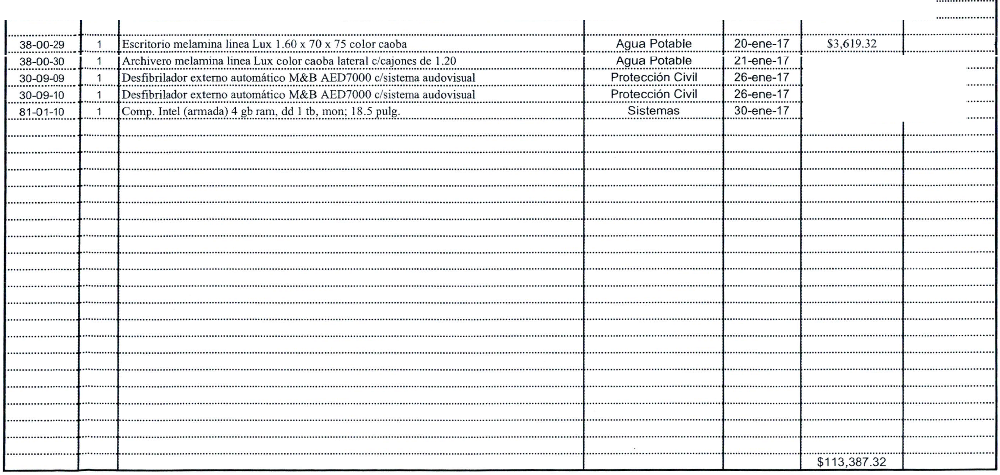 38-00-29 1 Escritorio melamina linea Lux 1.60 x 70 x 75 color caoba Agua Potable 20-ene-17 $3,619.32
38-00-30 1 Archivero melamina linea Lux color caoba lateral c/cajones de 1.20 Agua Potable 21-ene-17
30-09-09 1 Desfibrilador externo automático M&B AED7000 c/sistema audovisual Protección Civil 26-ene-17
30-09-10 1 Desfibrilador externo automático M&B AED7000 c/sistema audovisual Protección Civil 26-ene-17
81-01-10 1 Comp. Intel (armada) 4 gb ram, dd 1 tb, mon; 18.5 pulg. Sistemas 30-ene-17
$113,387.32